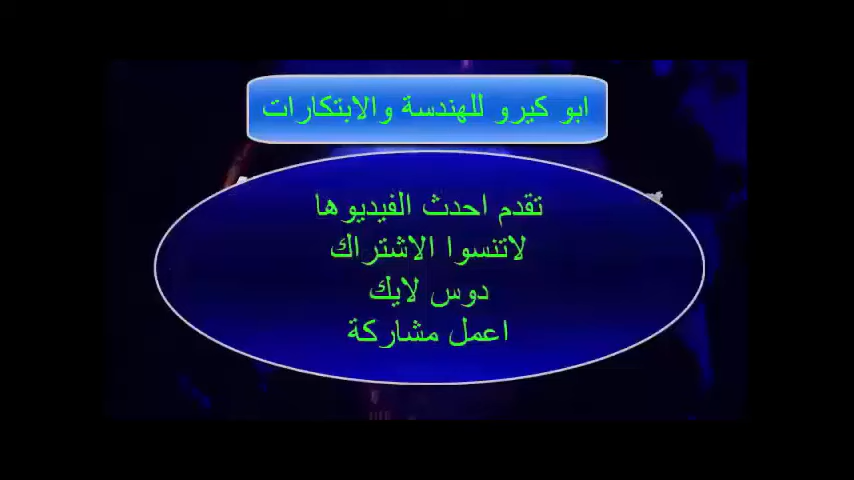 ابو كيرو للهندسة والابتكارات
تقدم احدث الفيديوها
لاتنسوا الاشتراك
دوس لايك
اعمل مشاركة